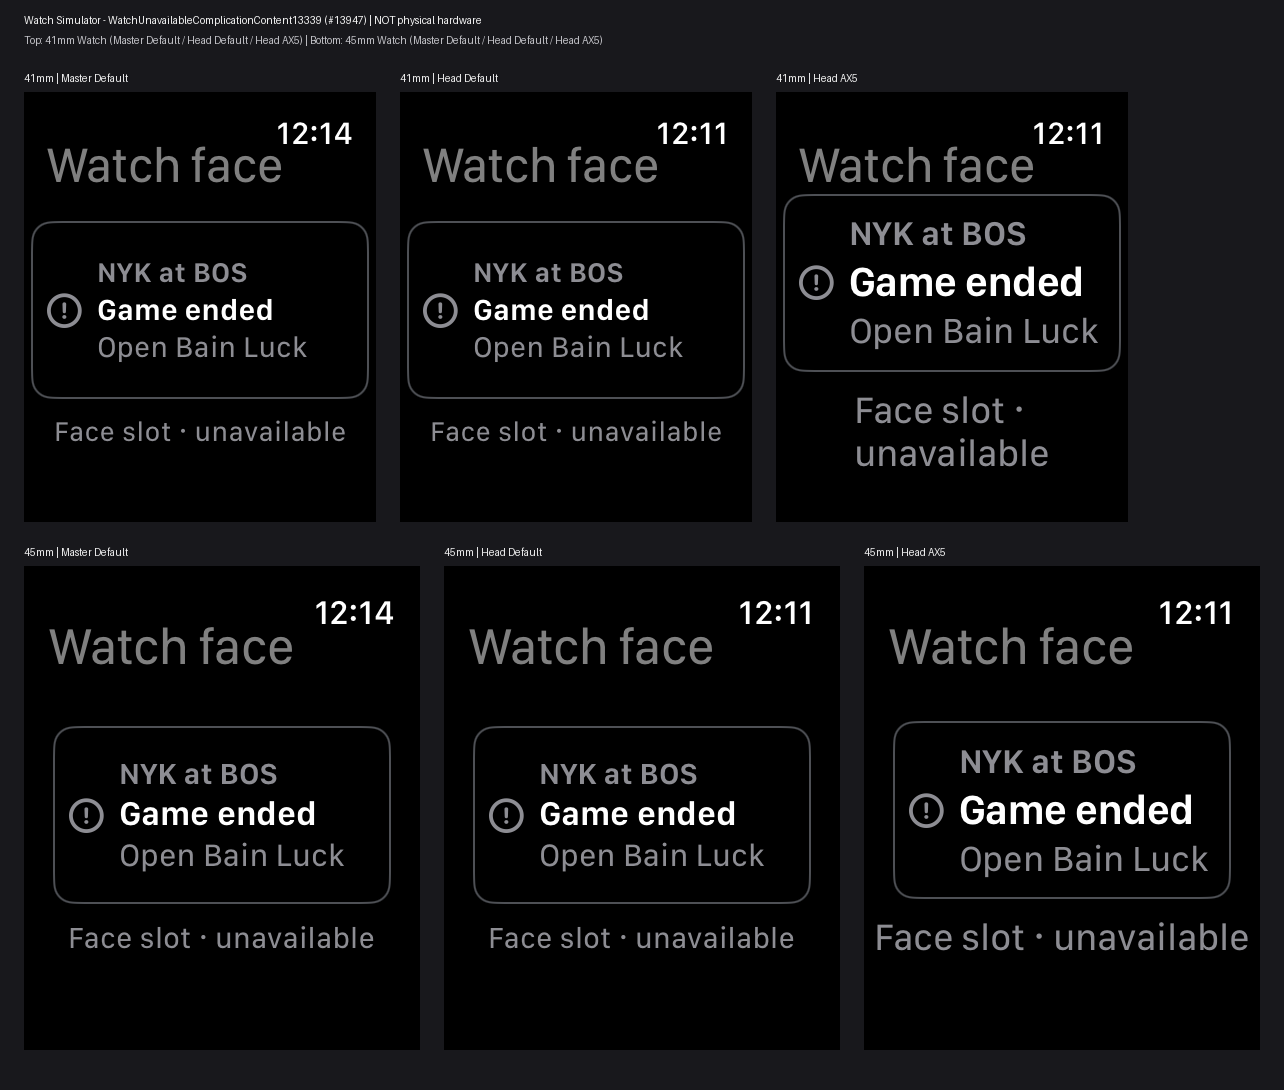 Watch Simulator - WatchUnavailableComplicationContent13339 (#13947) | NOT physical hardware
Top: 41mm Watch (Master Default / Head Default / Head AX5) | Bottom: 45mm Watch (Master Default / Head Default / Head AX5)
41mm | Master Default
12:14
Watch face
NYK at BOS
Game ended
Open Bain Luck
Face slot · unavailable
41mm | Head Default
12:11
Watch face
NYK at BOS
Game ended
Open Bain Luck
Face slot · unavailable
41mm | Head AX5
12:11
Watch face
NYK at BOS
Game ended
Open Bain Luck
Face slot ·
unavailable
45mm | Master Default
12:14
Watch face
NYK at BOS
Game ended
Open Bain Luck
Face slot · unavailable
45mm | Head Default
12:11
Watch face
NYK at BOS
Game ended
Open Bain Luck
Face slot · unavailable
45mm | Head AX5
12:11
Watch face
NYK at BOS
Game ended
Open Bain Luck
Face slot · unavailable